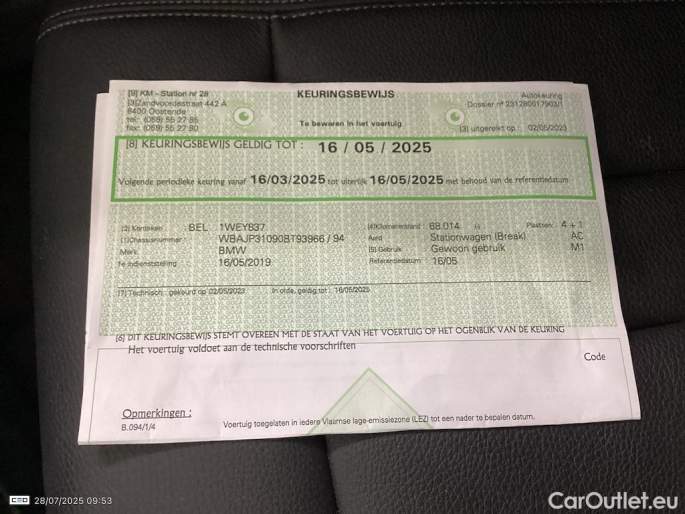 [9] KM - Station nr 28
KEURINGSBEWIJS
Autokeuring
[3]Zandvoordestraat 442 A
Dossier nr 231280017903/1
8400 Oostende
tel.: (059) 55 27 85
fax: (059) 55 27 80
Te bewaren in het voertuig
[3] uitgereikt op : 02/05/2023
[8] KEURINGSBEWIJS GELDIG TOT : 16 / 05 / 2025
Volgende periodieke keuring vanaf 16/03/2025 tot uiterlijk 16/05/2025 met behoud van de referentiedatum
[2] Kenteken : BEL 1WEY837
[4]Kilometerstand : 68.014
Plaatsen : 4 + 1
[1]Chassisnummer : WBAJP310908T93966 / 94
Aard : Stationwagen (Break) AC
Merk : BMW
[5] Gebruik : Gewoon gebruik M1
1e indienststelling : 16/05/2019
Referentiedatum : 16/05
[7] Technisch : gekeurd op 02/05/2023 In orde, geldig tot : 16/05/2025
[6] DIT KEURINGSBEWIJS STEMT OVEREEN MET DE STAAT VAN HET VOERTUIG OP HET OGENBLIK VAN DE KEURING
Het voertuig voldoet aan de technische voorschriften
Code
Opmerkingen :
B.094/1/4
Voertuig toegelaten in iedere Vlaamse lage-emissiezone (LEZ) tot een nader te bepalen datum.
28/07/2025 09:53
CarOutlet.eu